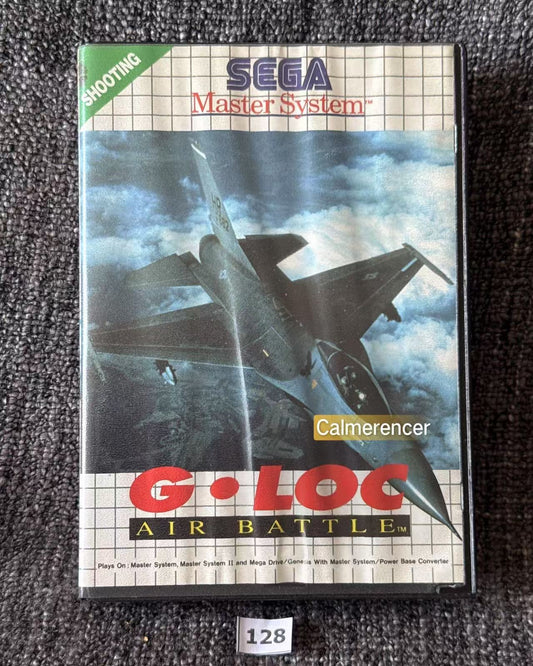 SHOOTING
SEGA
Master System™
Calmerencer
G•LOC
AIR BATTLE™
Plays On: Master System, Master System II and Mega Drive/Genesis With Master System/Power Base Converter
128